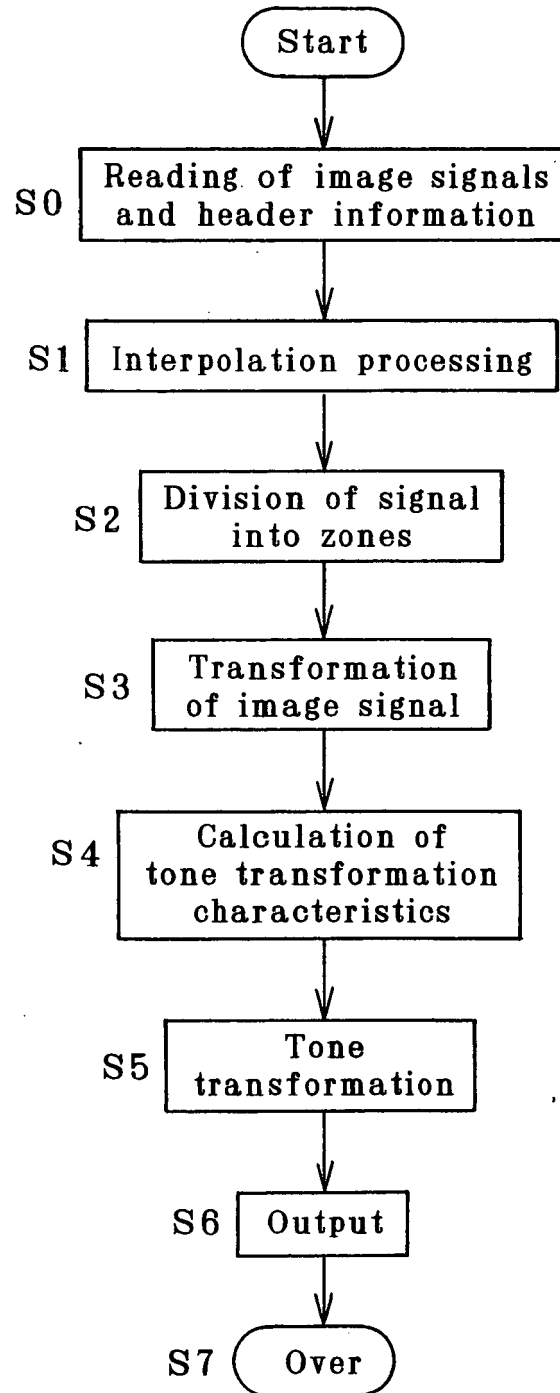 Start
S0
Reading of image signals
and header information
S1
Interpolation processing
S2
Division of signal
into zones
S3
Transformation
of image signal
S4
Calculation of
tone transformation
characteristics
S5
Tone
transformation
S6
Output
S7
Over